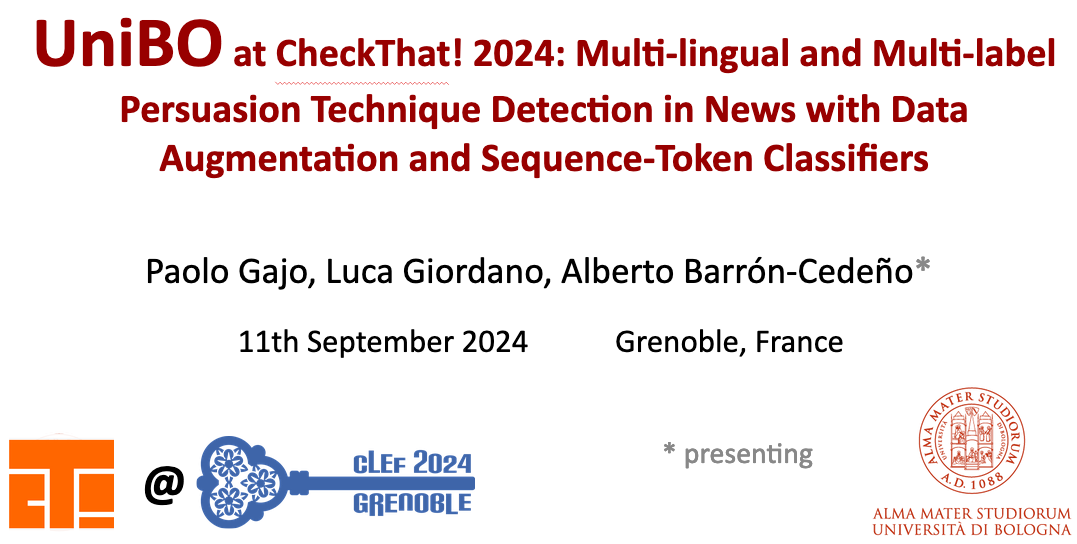 UniBO at CheckThat! 2024: Multi-lingual and Multi-label
Persuasion Technique Detection in News with Data
Augmentation and Sequence-Token Classifiers
Paolo Gajo, Luca Giordano, Alberto Barrón-Cedeño*
11th September 2024 Grenoble, France
@
CLEF 2024
GRENOBLE
* presenting
ALMA MATER STUDIORUM
A.D. 1088
ALMA MATER STUDIORUM
UNIVERSITÀ DI BOLOGNA